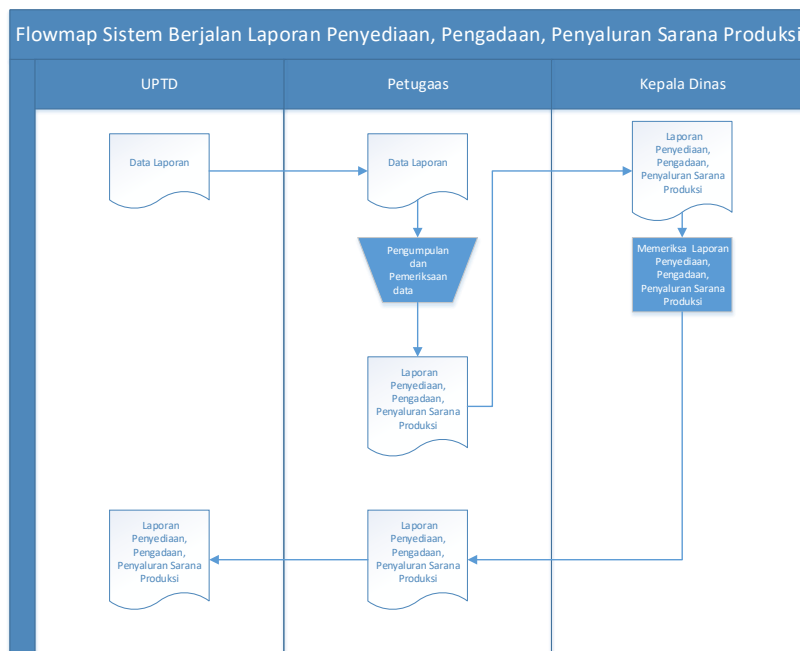 Flowmap Sistem Berjalan Laporan Penyediaan, Pengadaan, Penyaluran Sarana Produksi
UPTD
Petugaas
Kepala Dinas
Data Laporan
Data Laporan
Laporan
Penyediaan,
Pengadaan,
Penyaluran Sarana
Produksi
Pengumpulan
dan
Pemeriksaan
data
Memeriksa Laporan
Penyediaan,
Pengadaan,
Penyaluran Sarana
Produksi
Laporan
Penyediaan,
Pengadaan,
Penyaluran Sarana
Produksi
Laporan
Penyediaan,
Pengadaan,
Penyaluran Sarana
Produksi
Laporan
Penyediaan,
Pengadaan,
Penyaluran Sarana
Produksi